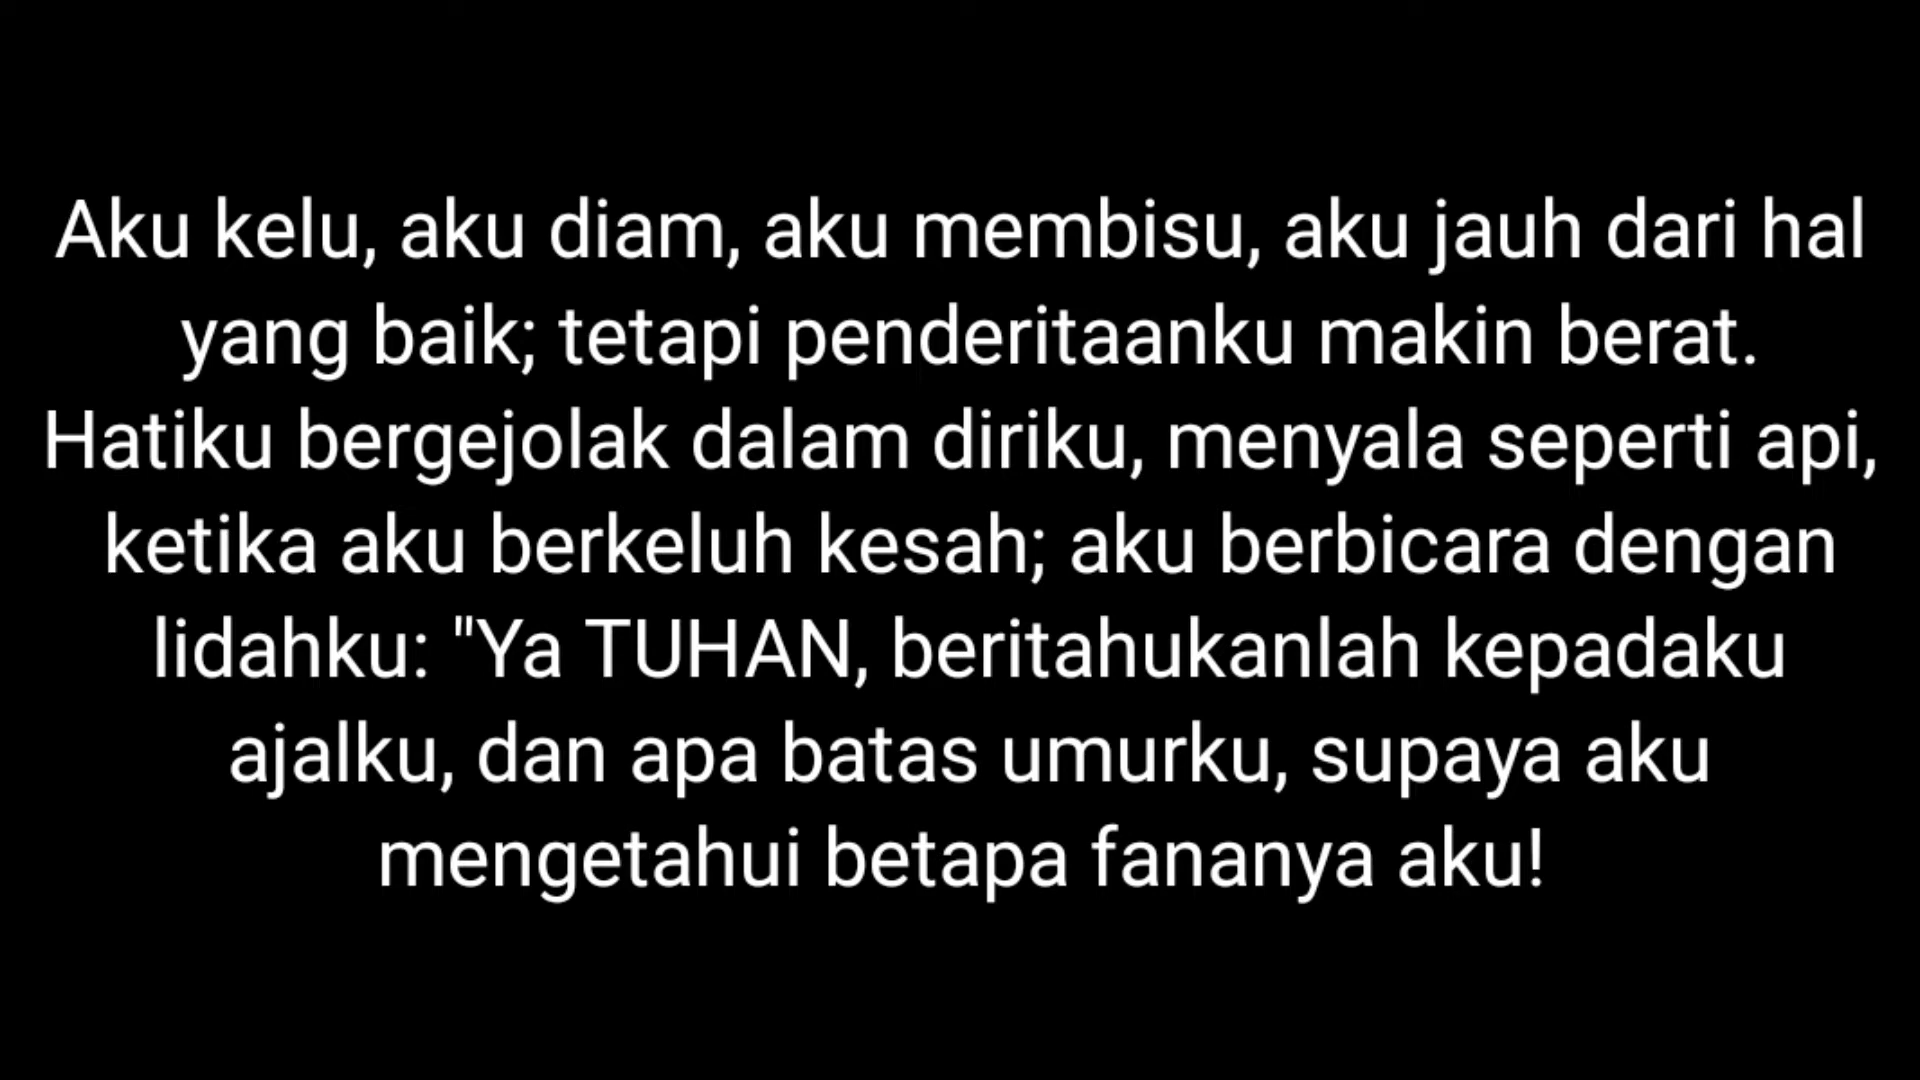 Aku kelu, aku diam, aku membisu, aku jauh dari hal
yang baik; tetapi penderitaanku makin berat.
Hatiku bergejolak dalam diriku, menyala seperti api,
ketika aku berkeluh kesah; aku berbicara dengan
lidahku: "Ya TUHAN, beritahukanlah kepadaku
ajalku, dan apa batas umurku, supaya aku
mengetahui betapa fananya aku!